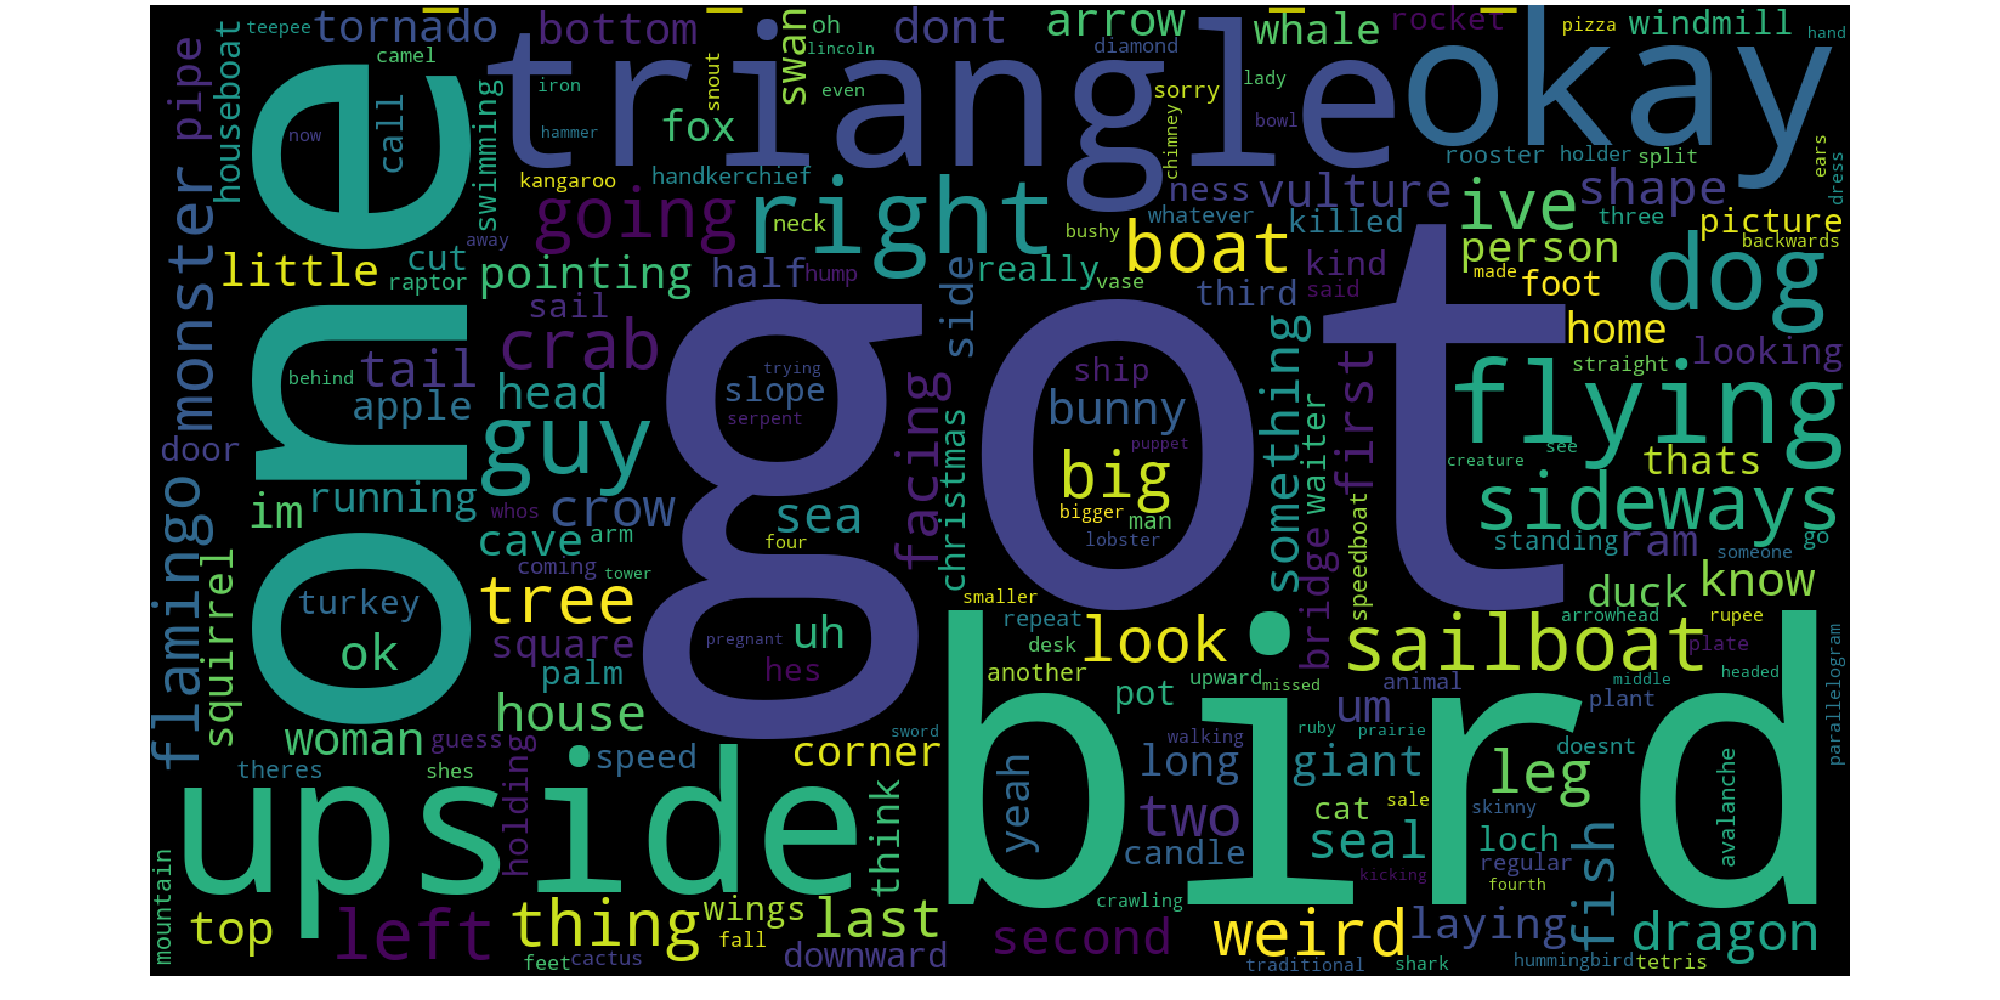 teepee
tornado
bottom
oh
swan
dont
arrow
whale
rocket
pizza
windmill
hand
camel
lincoln
diamond
triangle
okay
pipe
houseboat
call
now
swimming
iron
snout
even
sorry
lady
hammer
fox
bowl
chimney
rooster
holder
split
ears
dress
one
kangaroo
handkerchief
ness
vulture
shape
monster
going
right
neck
whatever
killed
ive
three
picture
away
bushy
boat
person
backwards
little
cut
pointing
half
hump
side
really
kind
dog
raptor
vase
third
said
made
foot
sail
got
crab
home
tail
behind
trying
ship
something
first
straight
looking
apple
head
slope
facing
bunny
flying
guy
serpent
christmas
waiter
door
puppet
see
creature
thats
flamingo
running
big
sideways
im
whos
crow
sea
bigger
man
speedboat
cave
arm
four
lobster
bridge
standing
ram
someone
go
squirrel
coming
tower
duck
know
turkey
tree
smaller
repeat
arrowhead
rupee
ok
square
pregnant
uh
desk
look
sailboat
plate
parallelogram
palm
hes
another
upward
missed
animal
middle
headed
house
pot
um
plant
woman
guess
holding
sword
bird
ruby
prairie
walking
theres
shes
speed
corner
long
giant
doesnt
leg
upside
think
yeah
two
cat
sale
skinny
avalanche
candle
seal
loch
fish
regular
mountain
kicking
fourth
top
left
thing
wings
last
crawling
weird
laying
dragon
fall
second
feet
cactus
downward
traditional
shark
hummingbird
tetris